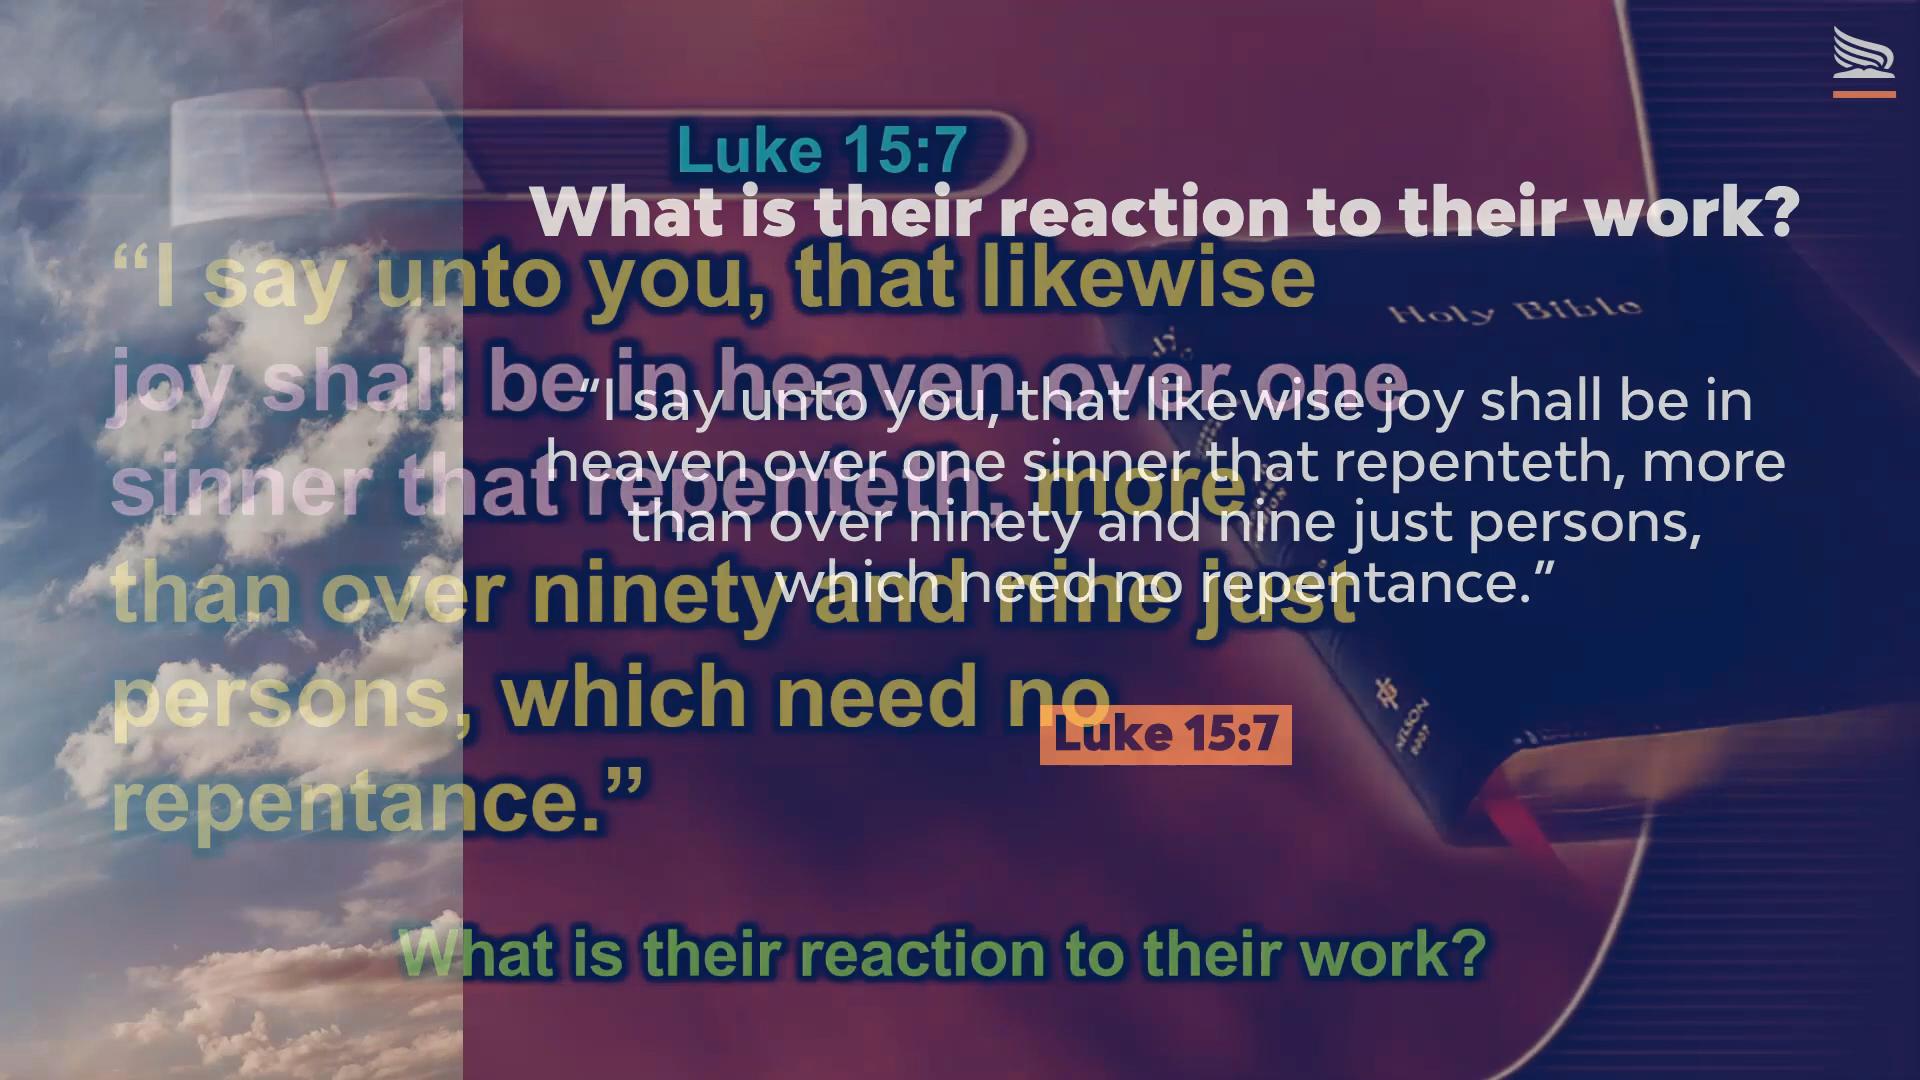 Luke 15:7
What is their reaction to their work?
“I say unto you, that likewise
joy shall be in heaven over one
sinner that repenteth, more
than over ninety and nine just
persons, which need no
repentance.”
What is their reaction to their work?
“I say unto you, that likewise joy shall be in
heaven over one sinner that repenteth, more
than over ninety and nine just persons,
which need no repentance.”
Luke 15:7
Holy Bible
NELSON